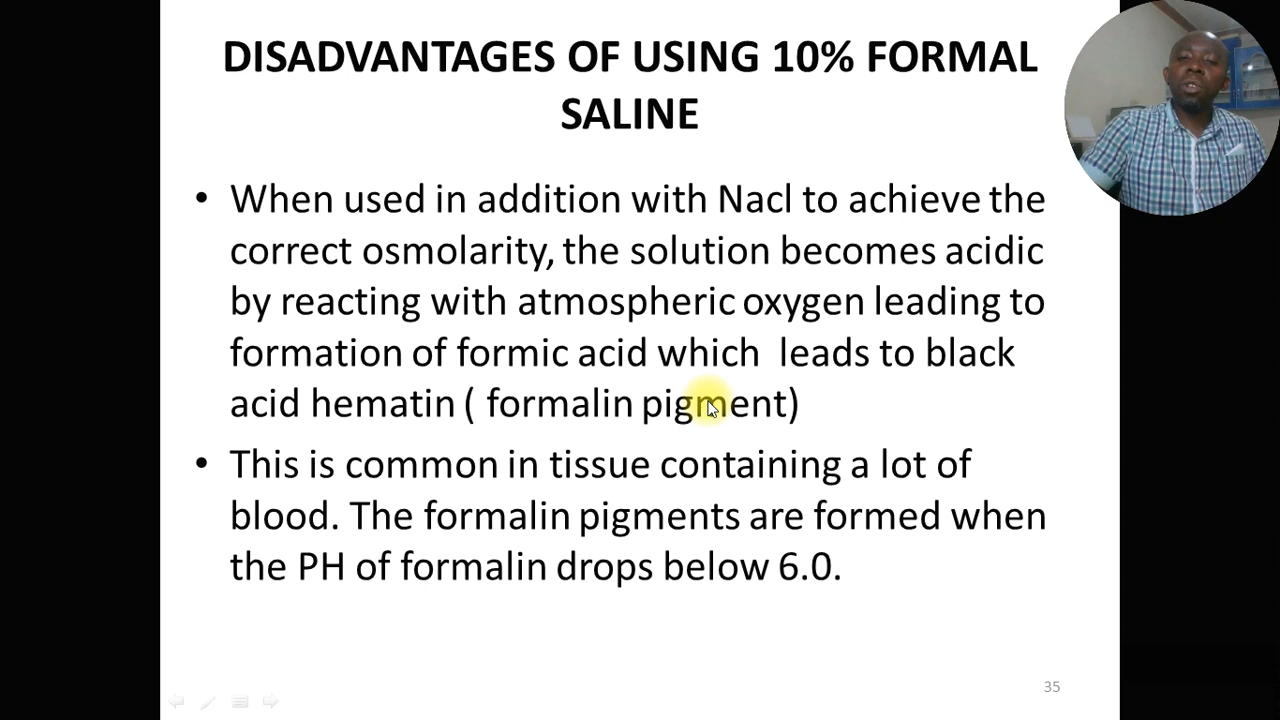 DISADVANTAGES OF USING 10% FORMAL
SALINE
• When used in addition with Nacl to achieve the
correct osmolarity, the solution becomes acidic
by reacting with atmospheric oxygen leading to
formation of formic acid which  leads to black
acid hematin ( formalin pigment)
• This is common in tissue containing a lot of
blood. The formalin pigments are formed when
the PH of formalin drops below 6.0.
35